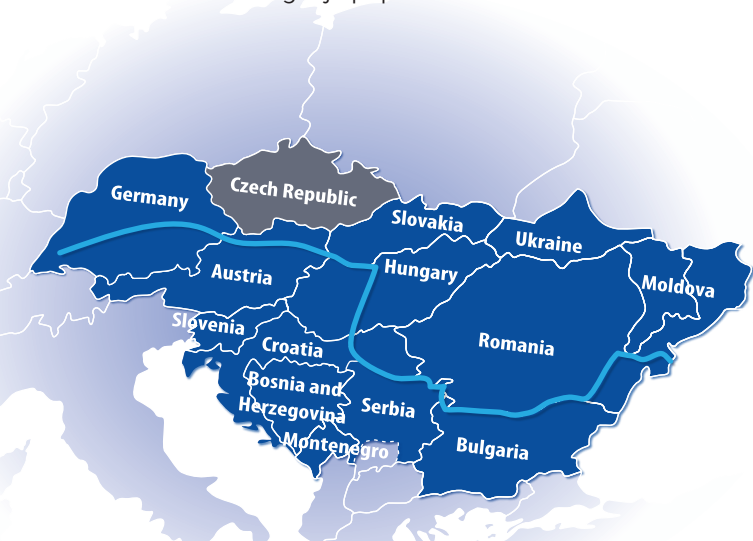 Czech Republic
Germany
Slovakia
Ukraine
Hungary
Austria
Moldova
Slovenia
Croatia
Romania
Bosnia and
Herzegovina
Serbia
Montenegro
Bulgaria